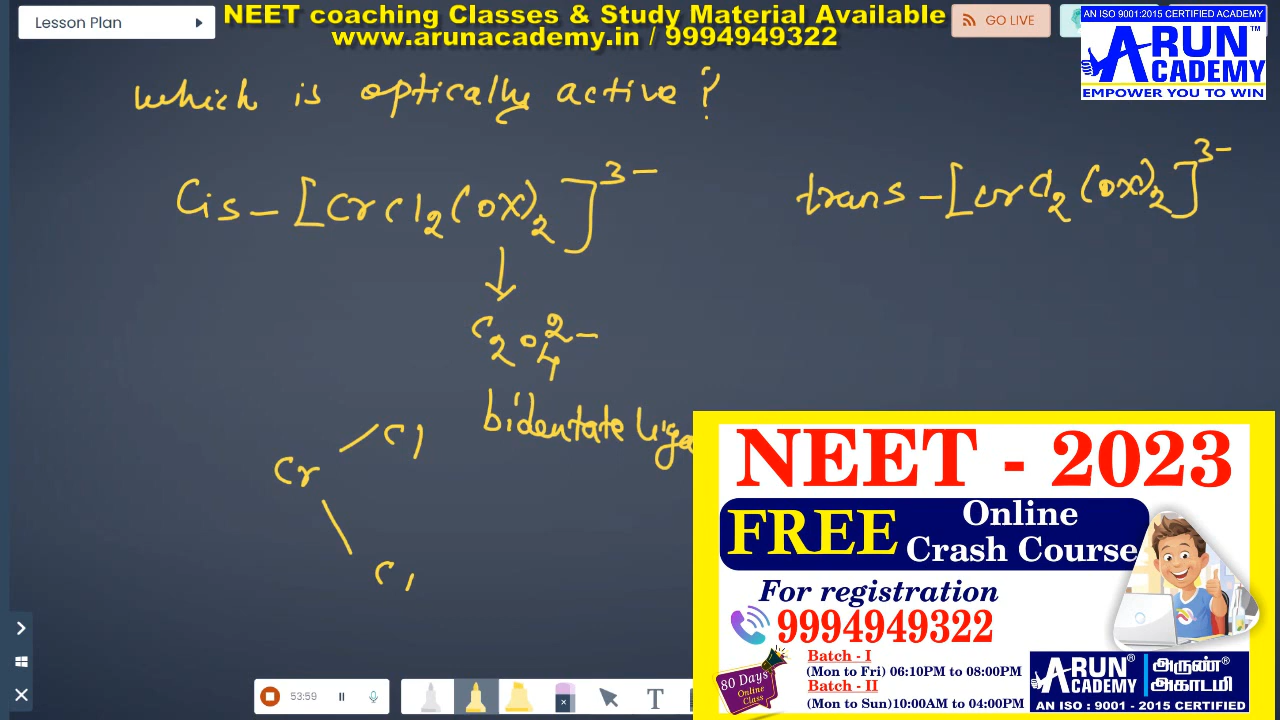 Lesson Plan
NEET coaching Classes & Study Material Available
www.arunacademy.in / 9994949322
GO LIVE
AN ISO 9001:2015 CERTIFIED ACADEMY
ARUN™
ACADEMY
EMPOWER YOU TO WIN
which is optically active?
Cis-[CrCl₂(ox)₂]³⁻
trans-[CrCl₂(ox)₂]³⁻
C₂O₄²⁻
bidentate
Cl
Cr
Cl
NEET - 2023
FREE Online
Crash Course
For registration
9994949322
Batch - I
(Mon to Fri) 06:10PM to 08:00PM
Batch - II
(Mon to Sun)10:00AM to 04:00PM
80 Days
Online
Class
ARUN®
ACADEMY
அருண்®
அகாடமி
AN ISO : 9001 - 2015 CERTIFIED
53:59
T